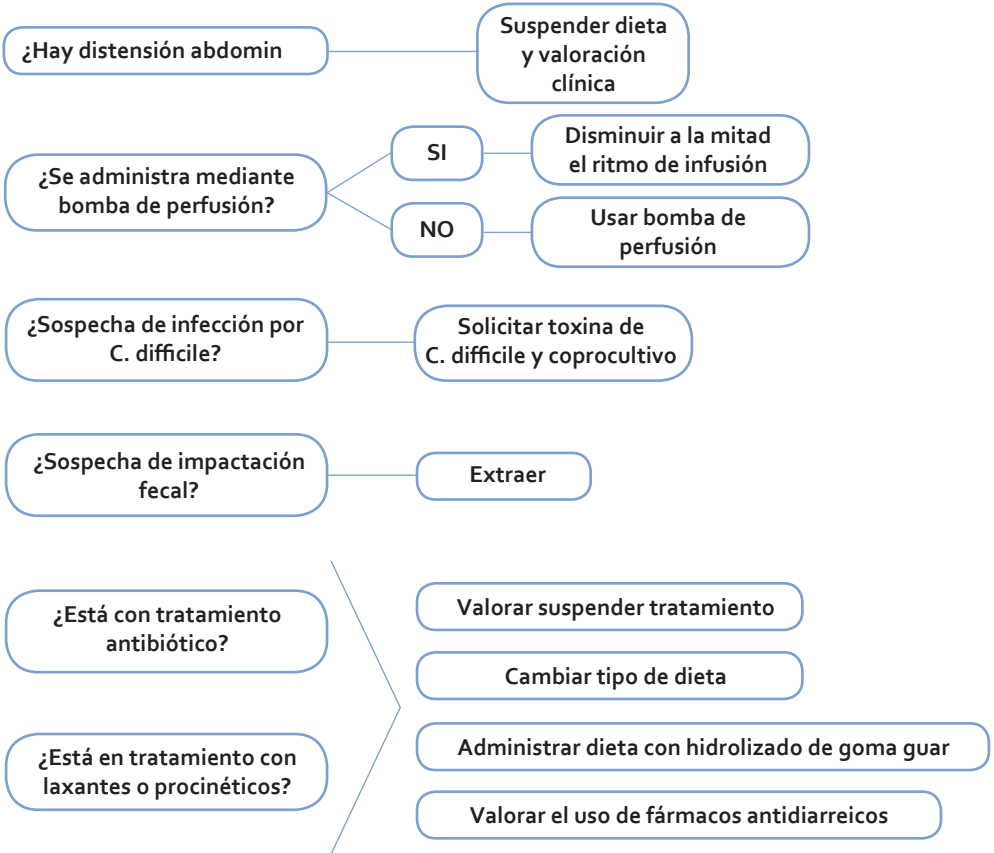 ¿Hay distensión abdomin
Suspender dieta
y valoración
clínica
¿Se administra mediante
bomba de perfusión?
SI
Disminuir a la mitad
el ritmo de infusión
NO
Usar bomba de
perfusión
¿Sospecha de infección por
C. difficile?
Solicitar toxina de
C. difficile y coprocultivo
¿Sospecha de impactación
fecal?
Extraer
¿Está con tratamiento
antibiótico?
¿Está en tratamiento con
laxantes o procinéticos?
Valorar suspender tratamiento
Cambiar tipo de dieta
Administrar dieta con hidrolizado de goma guar
Valorar el uso de fármacos antidiarreicos